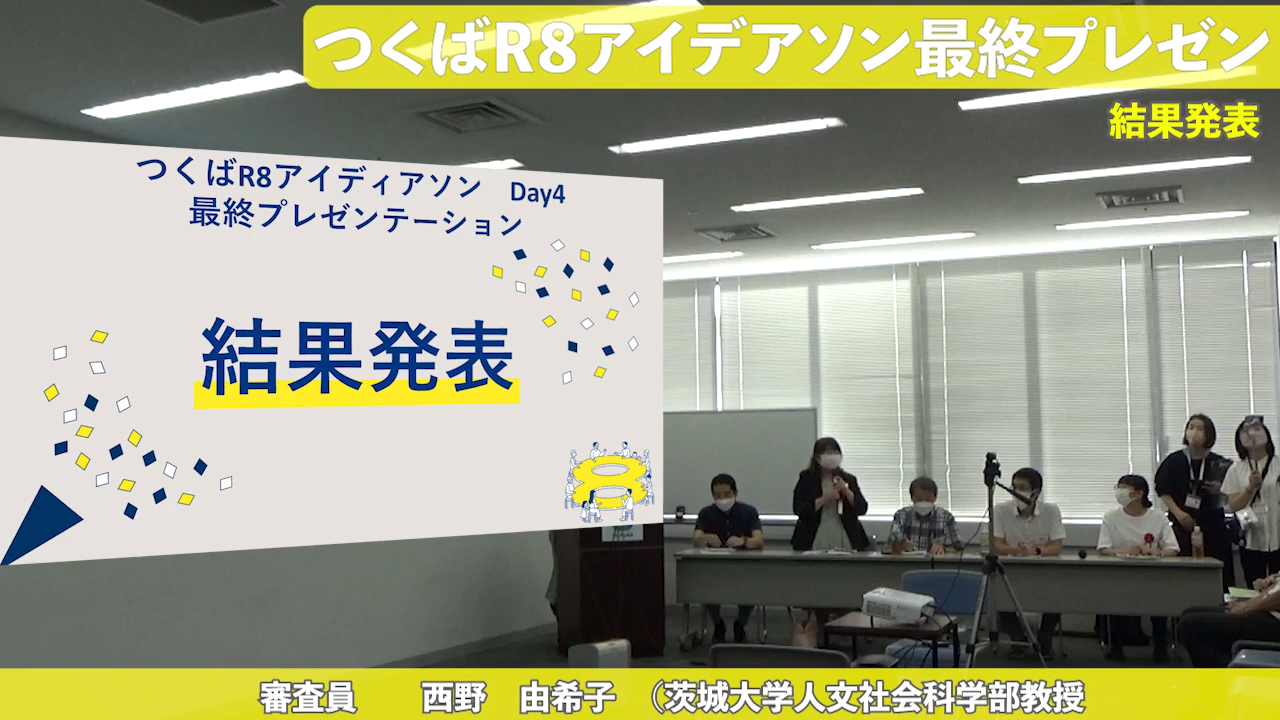 つくばR8アイデアソン最終プレゼン
結果発表
つくばR8アイディアソン　Day4
最終プレゼンテーション
結果発表
審査員　　西野　由希子　（茨城大学人文社会科学部教授